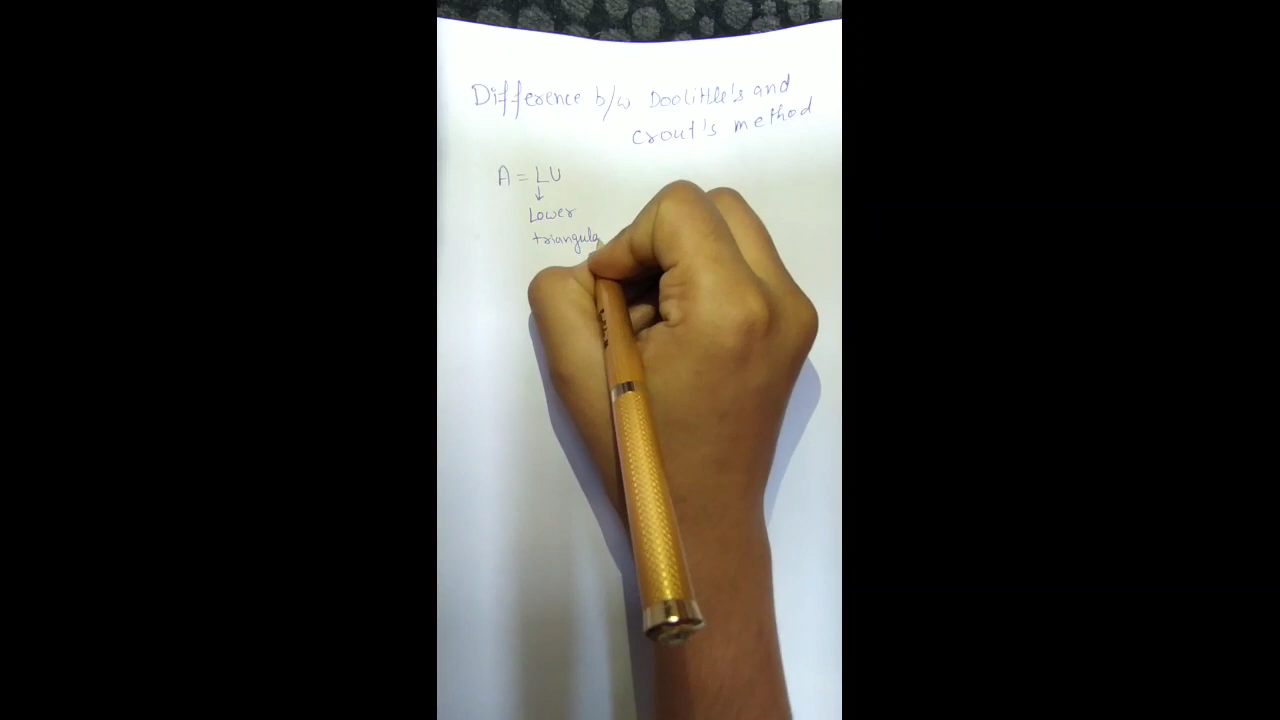 Difference b/w Doolittle's and
crout's method
A = LU
↓
Lower
triangula